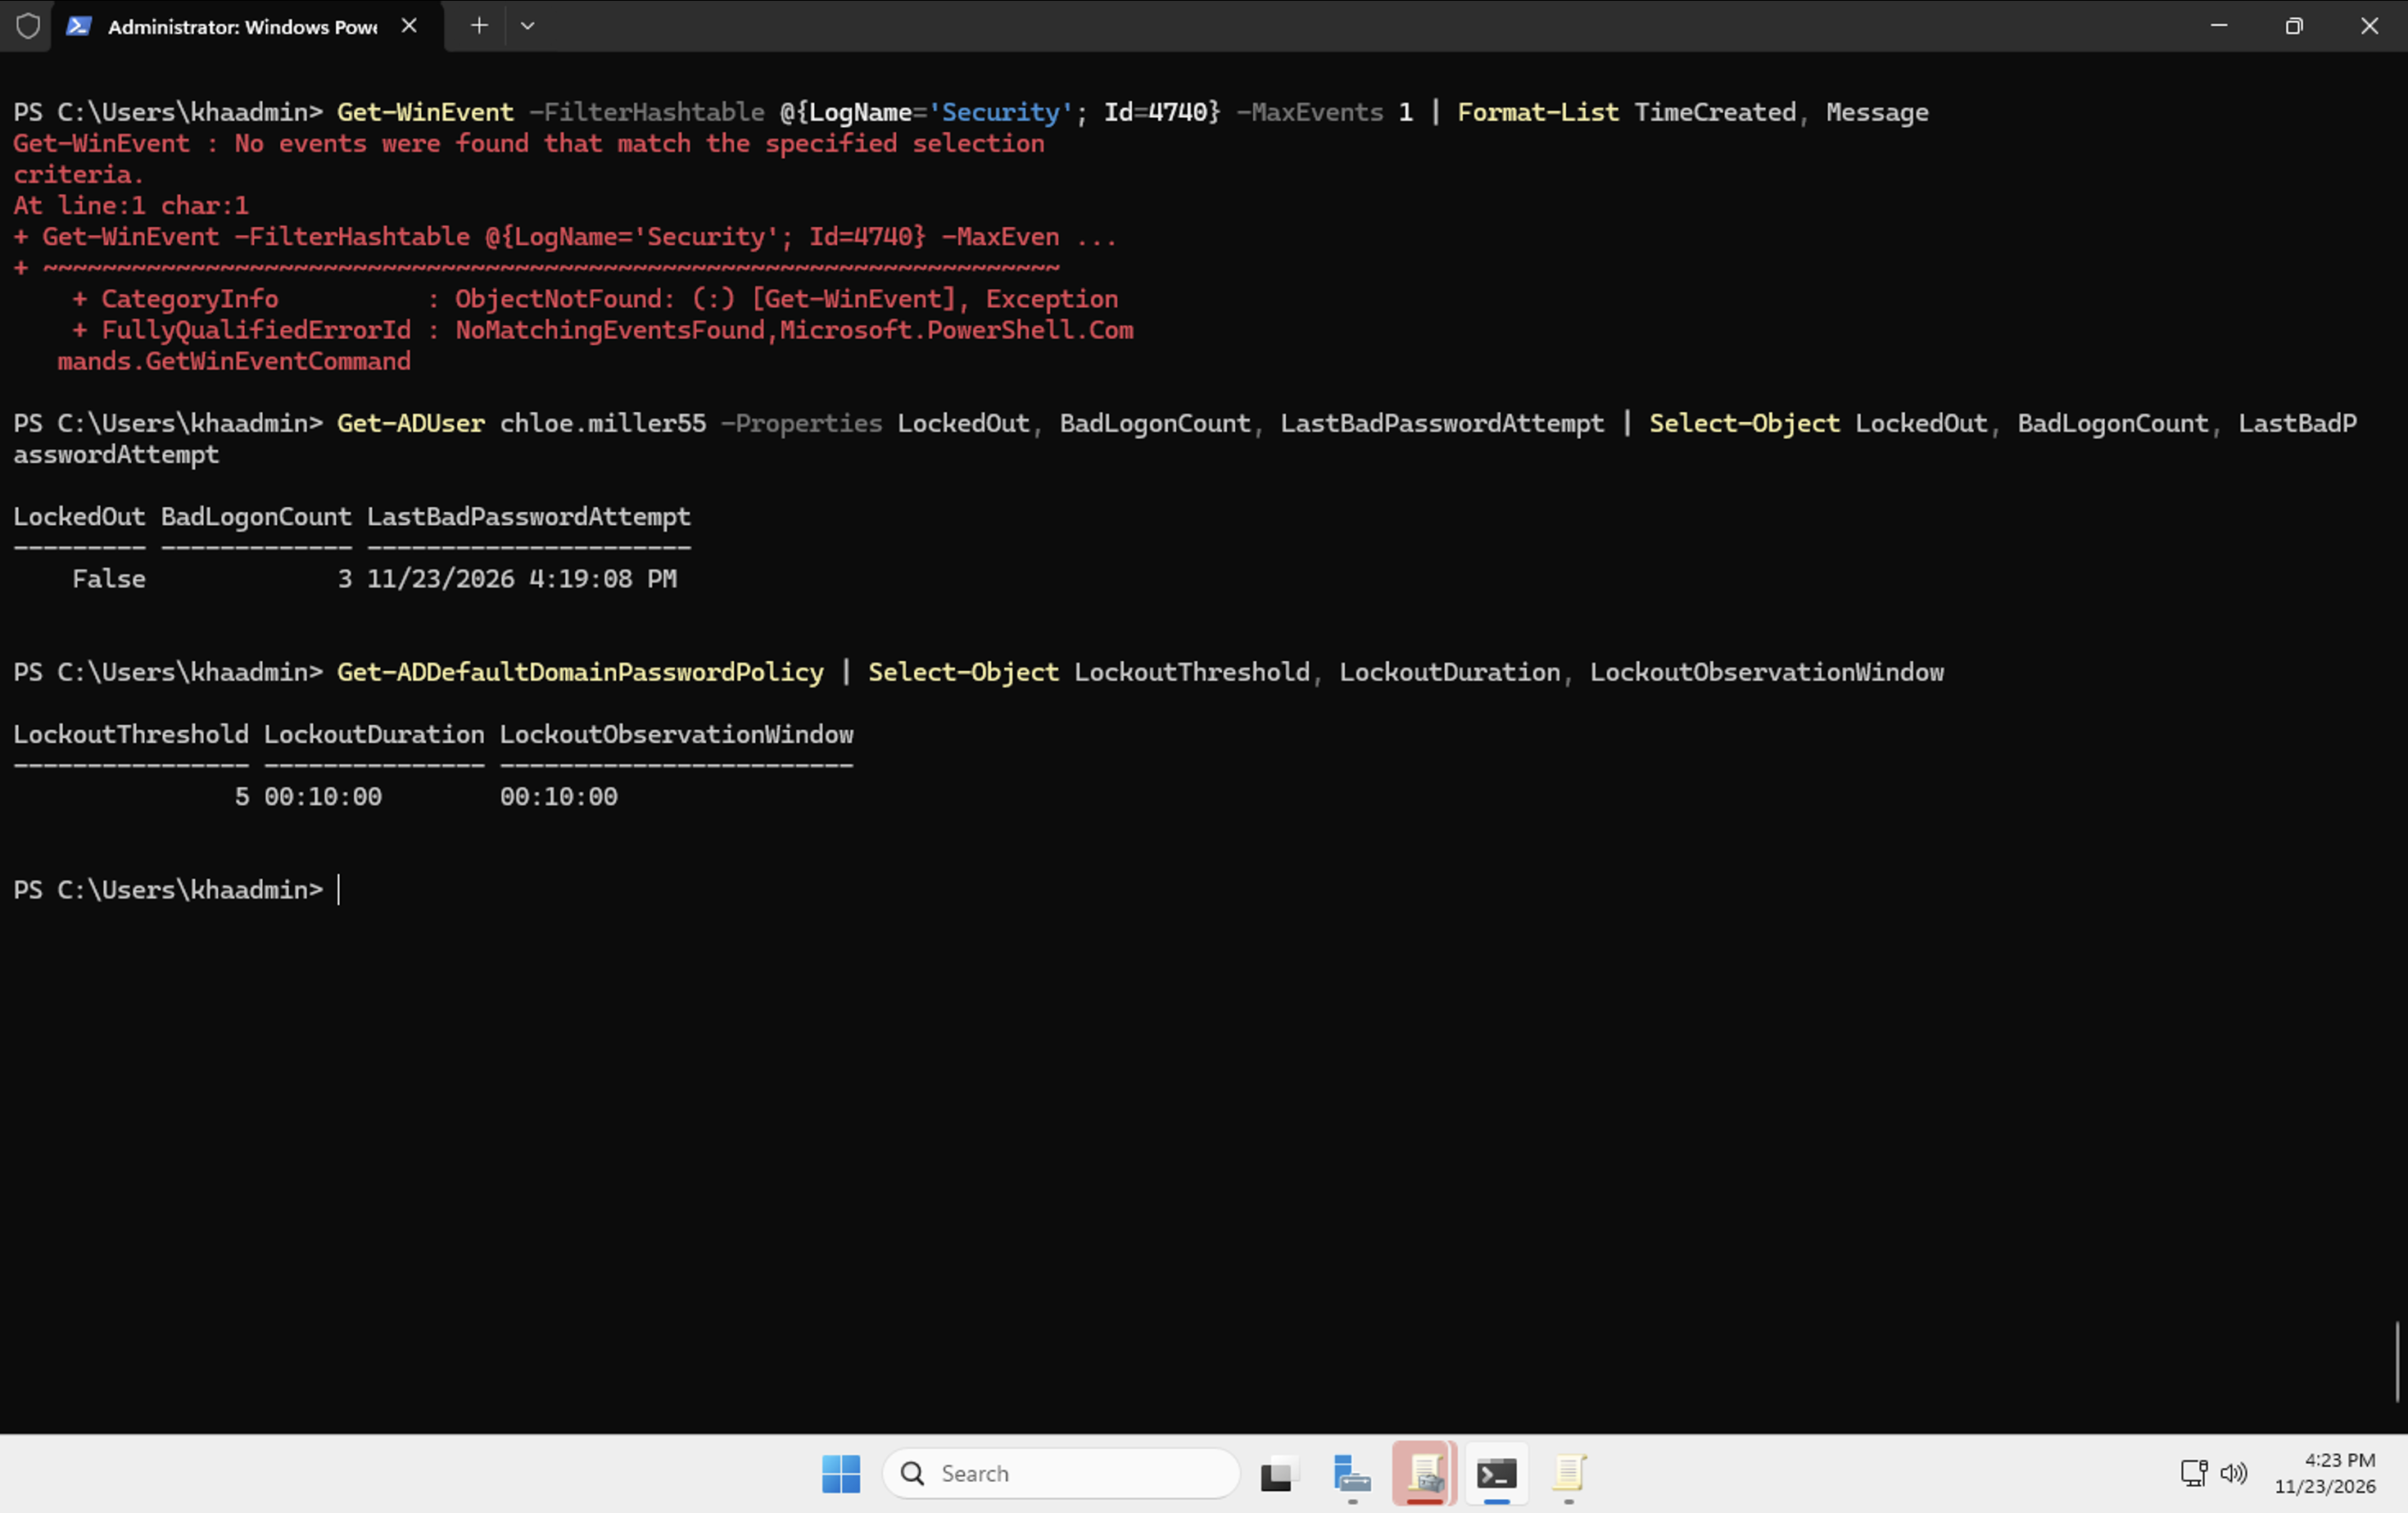 Administrator: Windows Powe
PS C:\Users\khaadmin> Get-WinEvent -FilterHashtable @{LogName='Security'; Id=4740} -MaxEvents 1 | Format-List TimeCreated, Message
Get-WinEvent : No events were found that match the specified selection
criteria.
At line:1 char:1
+ Get-WinEvent -FilterHashtable @{LogName='Security'; Id=4740} -MaxEven ...
+ ~~~~~~~~~~~~~~~~~~~~~~~~~~~~~~~~~~~~~~~~~~~~~~~~~~~~~~~~~~~~~~~~~~~~~
    + CategoryInfo          : ObjectNotFound: (:) [Get-WinEvent], Exception
    + FullyQualifiedErrorId : NoMatchingEventsFound,Microsoft.PowerShell.Com
   mands.GetWinEventCommand
PS C:\Users\khaadmin> Get-ADUser chloe.miller55 -Properties LockedOut, BadLogonCount, LastBadPasswordAttempt | Select-Object LockedOut, BadLogonCount, LastBadP
asswordAttempt
LockedOut BadLogonCount LastBadPasswordAttempt
--------- ------------- ----------------------
    False             3 11/23/2026 4:19:08 PM
PS C:\Users\khaadmin> Get-ADDefaultDomainPasswordPolicy | Select-Object LockoutThreshold, LockoutDuration, LockoutObservationWindow
LockoutThreshold LockoutDuration LockoutObservationWindow
---------------- --------------- ------------------------
               5 00:10:00        00:10:00
PS C:\Users\khaadmin>
Search
4:23 PM
11/23/2026